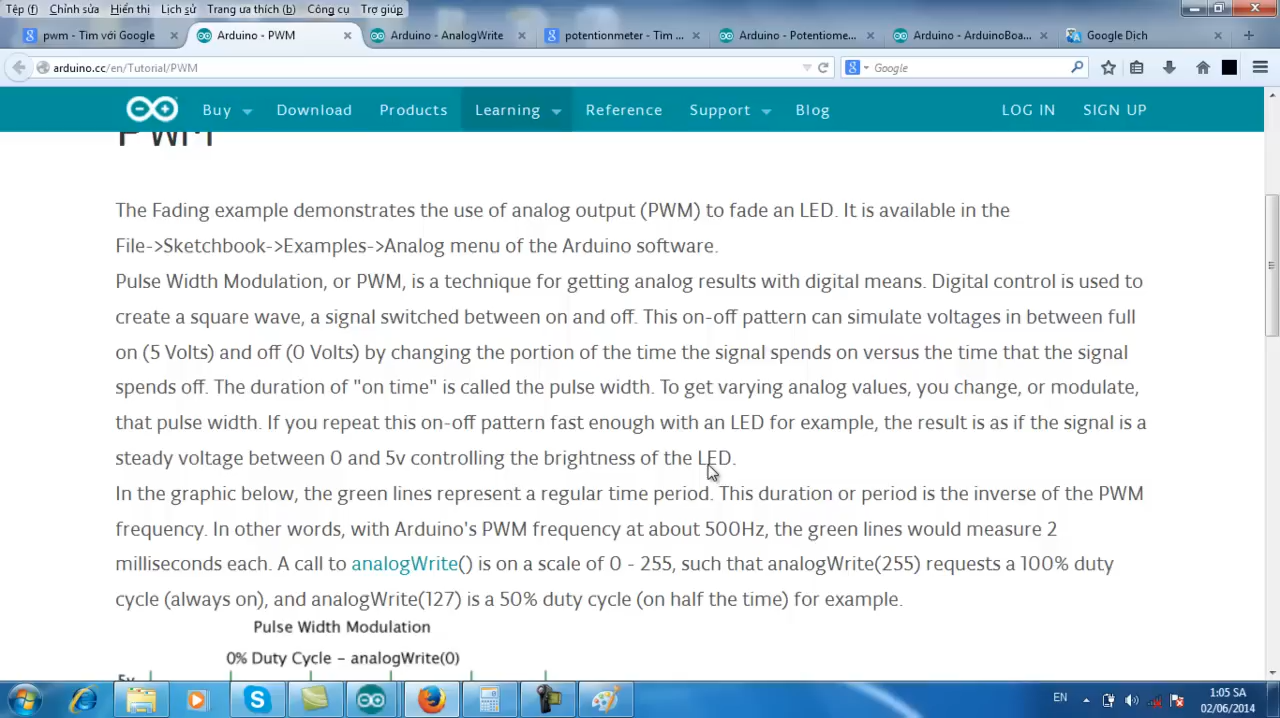 Tệp (f) Chỉnh sửa Hiển thị Lịch sử Trang ưa thích (b) Công cụ Trợ giúp
pwm - Tìm với Google Arduino - PWM Arduino - AnalogWrite potentionmeter - Tìm ... Arduino - Potentiome... Arduino - ArduinoBoa... Google Dịch
arduino.cc/en/Tutorial/PWM Google
Buy Download Products Learning Reference Support Blog LOG IN SIGN UP
PWM
The Fading example demonstrates the use of analog output (PWM) to fade an LED. It is available in the
File->Sketchbook->Examples->Analog menu of the Arduino software.
Pulse Width Modulation, or PWM, is a technique for getting analog results with digital means. Digital control is used to
create a square wave, a signal switched between on and off. This on-off pattern can simulate voltages in between full
on (5 Volts) and off (0 Volts) by changing the portion of the time the signal spends on versus the time that the signal
spends off. The duration of "on time" is called the pulse width. To get varying analog values, you change, or modulate,
that pulse width. If you repeat this on-off pattern fast enough with an LED for example, the result is as if the signal is a
steady voltage between 0 and 5v controlling the brightness of the LED.
In the graphic below, the green lines represent a regular time period. This duration or period is the inverse of the PWM
frequency. In other words, with Arduino's PWM frequency at about 500Hz, the green lines would measure 2
milliseconds each. A call to analogWrite() is on a scale of 0 - 255, such that analogWrite(255) requests a 100% duty
cycle (always on), and analogWrite(127) is a 50% duty cycle (on half the time) for example.
Pulse Width Modulation
0% Duty Cycle – analogWrite(0)
5v
EN 1:05 SA
02/06/2014